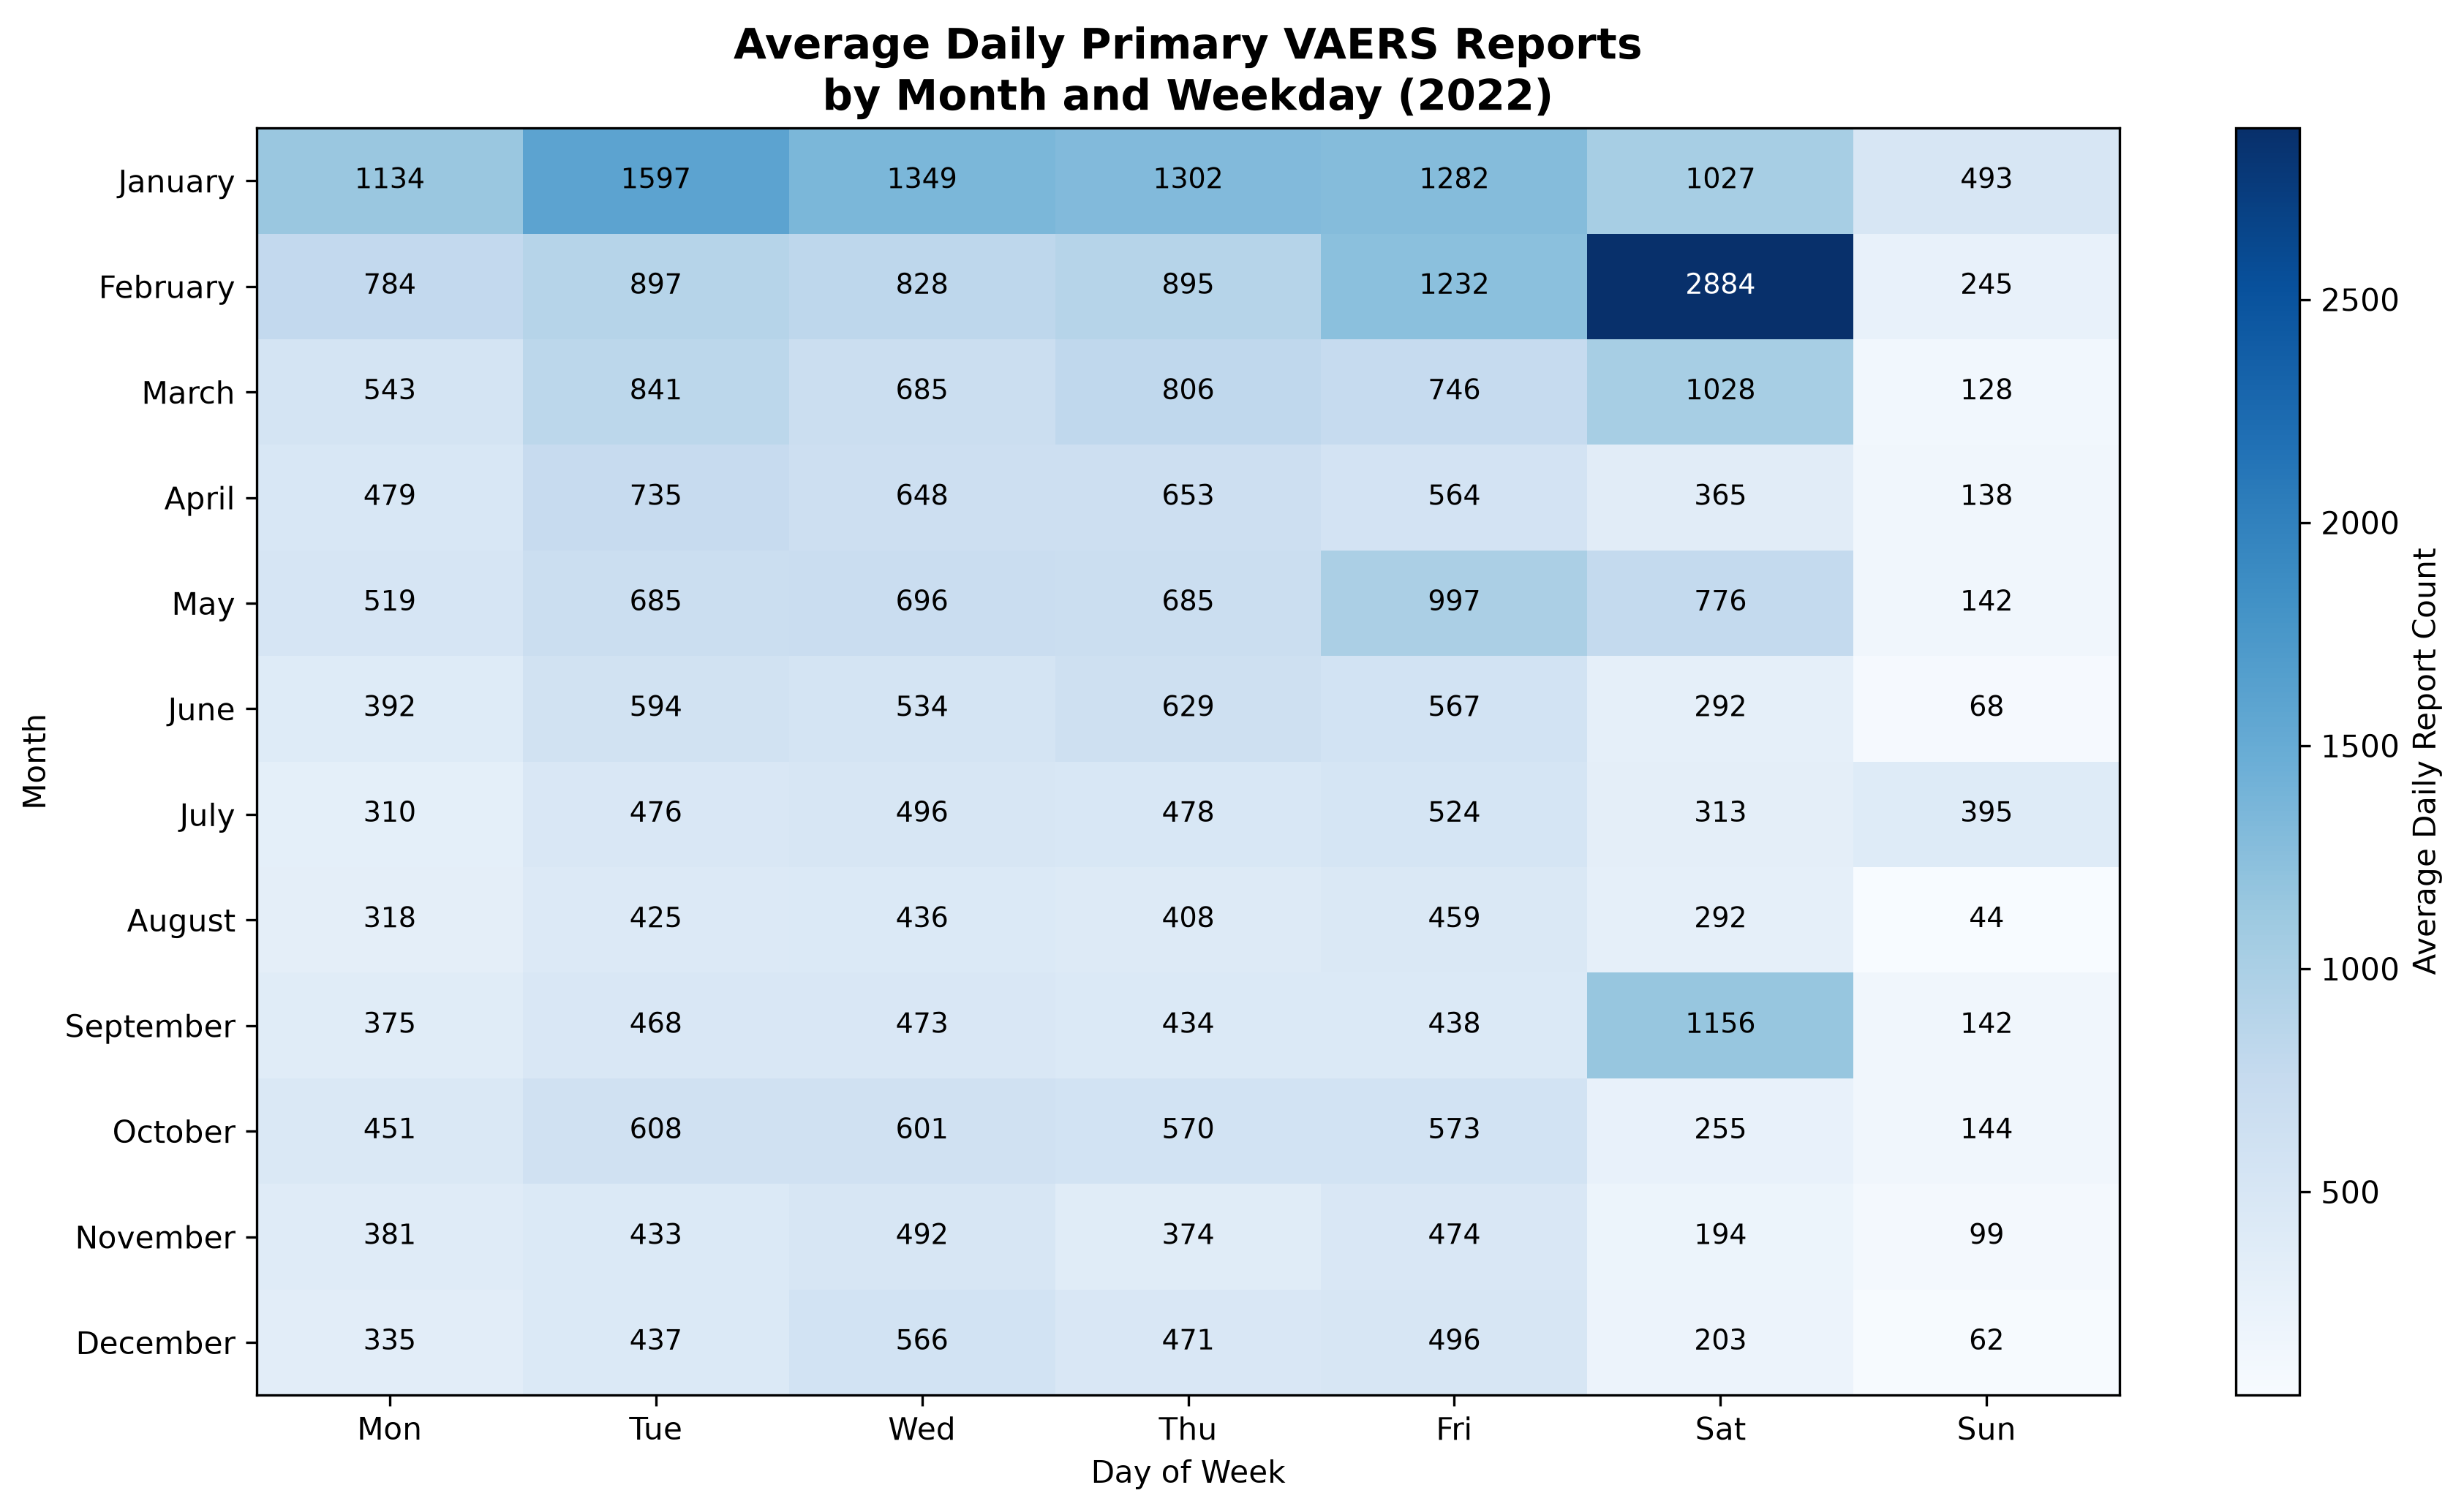 Average Daily Primary VAERS Reports
by Month and Weekday (2022)
January 1134 1597 1349 1302 1282 1027 493
February 784 897 828 895 1232 2884 245
March 543 841 685 806 746 1028 128
April 479 735 648 653 564 365 138
May 519 685 696 685 997 776 142
June 392 594 534 629 567 292 68
July 310 476 496 478 524 313 395
August 318 425 436 408 459 292 44
September 375 468 473 434 438 1156 142
October 451 608 601 570 573 255 144
November 381 433 492 374 474 194 99
December 335 437 566 471 496 203 62
Mon Tue Wed Thu Fri Sat Sun
Day of Week
Month
2500
2000
1500
1000
500
Average Daily Report Count